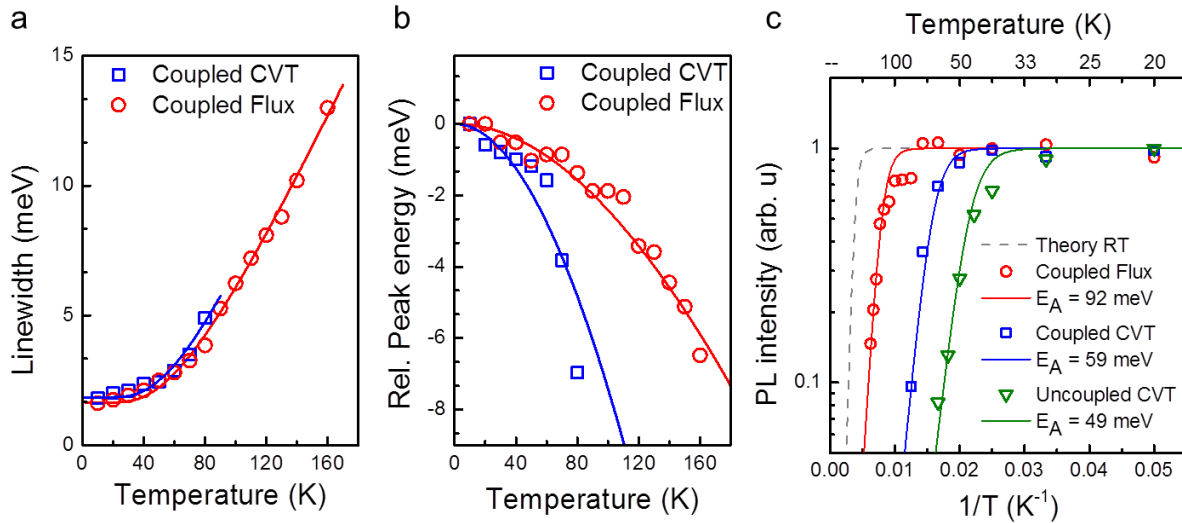 a
15
10
5
0
Linewidth (meV)
Coupled CVT
Coupled Flux
0 40 80 120 160
Temperature (K)
b
0
-2
-4
-6
-8
Rel. Peak energy (meV)
Coupled CVT
Coupled Flux
0 40 80 120 160
Temperature (K)
c
Temperature (K)
-- 100 50 33 25 20
1
0.1
PL intensity (arb. u)
Theory RT
Coupled Flux
E_A = 92 meV
Coupled CVT
E_A = 59 meV
Uncoupled CVT
E_A = 49 meV
0.00 0.01 0.02 0.03 0.04 0.05
1/T (K⁻¹)